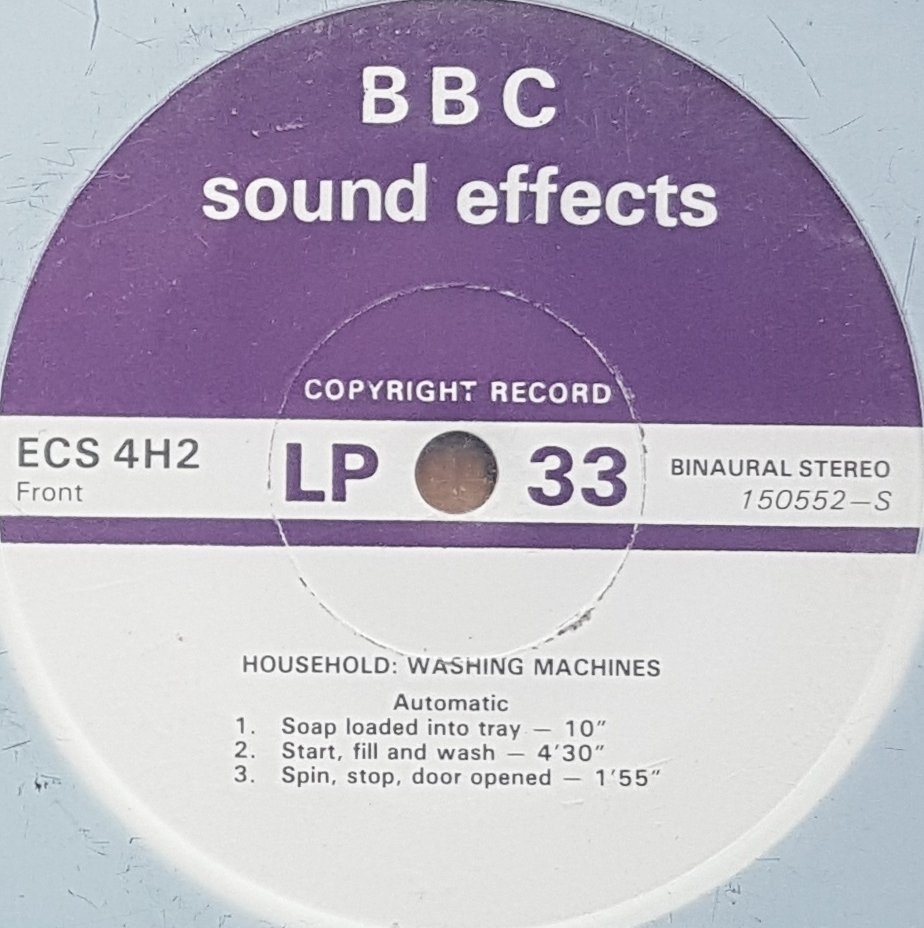 BBC
sound effects
COPYRIGHT RECORD
ECS 4H2
Front
LP 33
BINAURAL STEREO
150552–S
HOUSEHOLD: WASHING MACHINES
Automatic
1. Soap loaded into tray – 10″
2. Start, fill and wash – 4′30″
3. Spin, stop, door opened – 1′55″